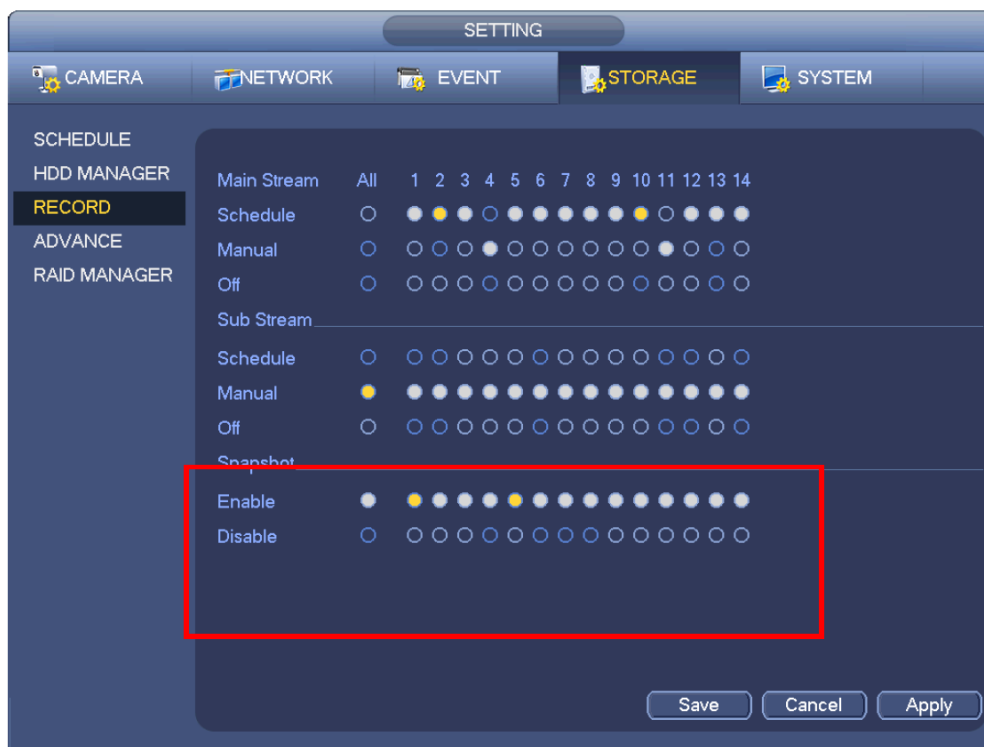 SETTING
CAMERA NETWORK EVENT STORAGE SYSTEM
SCHEDULE
HDD MANAGER
RECORD
ADVANCE
RAID MANAGER
Main Stream All 1 2 3 4 5 6 7 8 9 10 11 12 13 14
Schedule
Manual
Off
Sub Stream
Schedule
Manual
Off
Snapshot
Enable
Disable
Save Cancel Apply